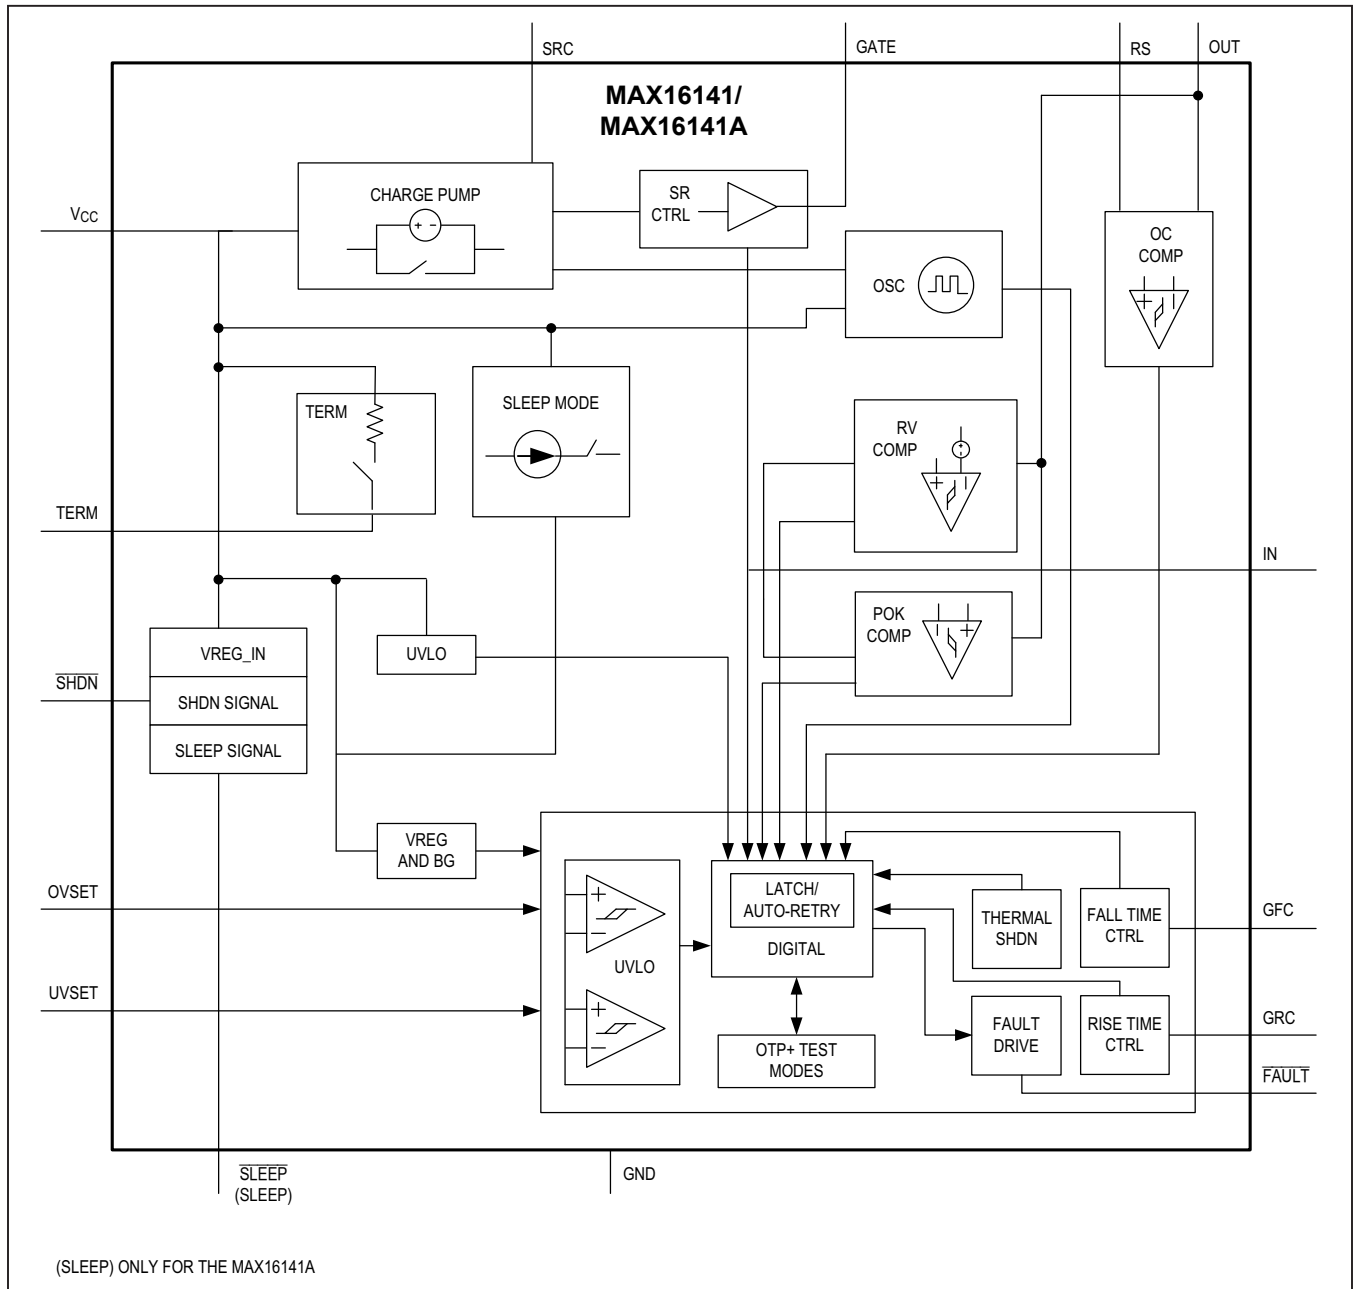 SRC
GATE
RS
OUT
MAX16141/
MAX16141A
CHARGE PUMP
+ -
SR
CTRL
VCC
OSC
OC
COMP
+ -
TERM
SLEEP MODE
RV
COMP
+ -
+ -
TERM
IN
POK
COMP
- +
VREG_IN
UVLO
SHDN
SHDN SIGNAL
SLEEP SIGNAL
VREG
AND BG
LATCH/
AUTO-RETRY
DIGITAL
OVSET
+
-
UVLO
THERMAL
SHDN
FALL TIME
CTRL
GFC
UVSET
+
-
OTP+ TEST
MODES
FAULT
DRIVE
RISE TIME
CTRL
GRC
FAULT
SLEEP
(SLEEP)
GND
(SLEEP) ONLY FOR THE MAX16141A